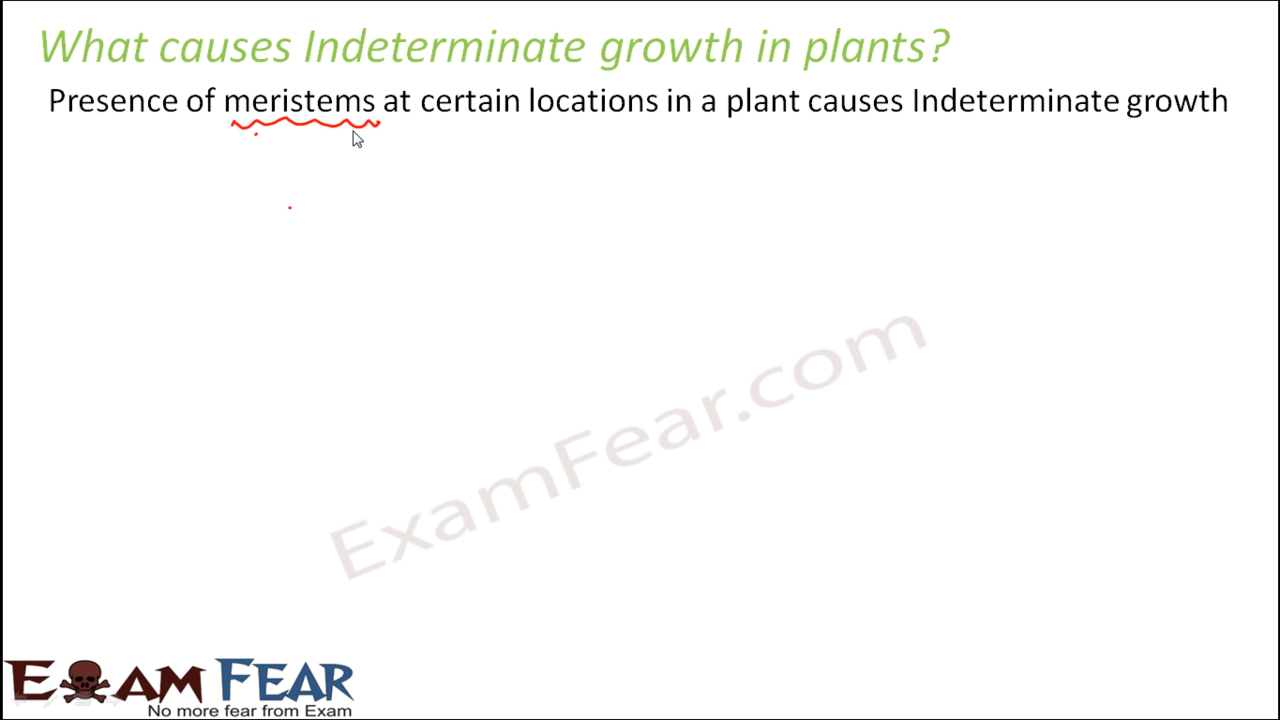 What causes Indeterminate growth in plants?
Presence of meristems at certain locations in a plant causes Indeterminate growth
ExamFear.com
EXAM FEAR
No more fear from Exam